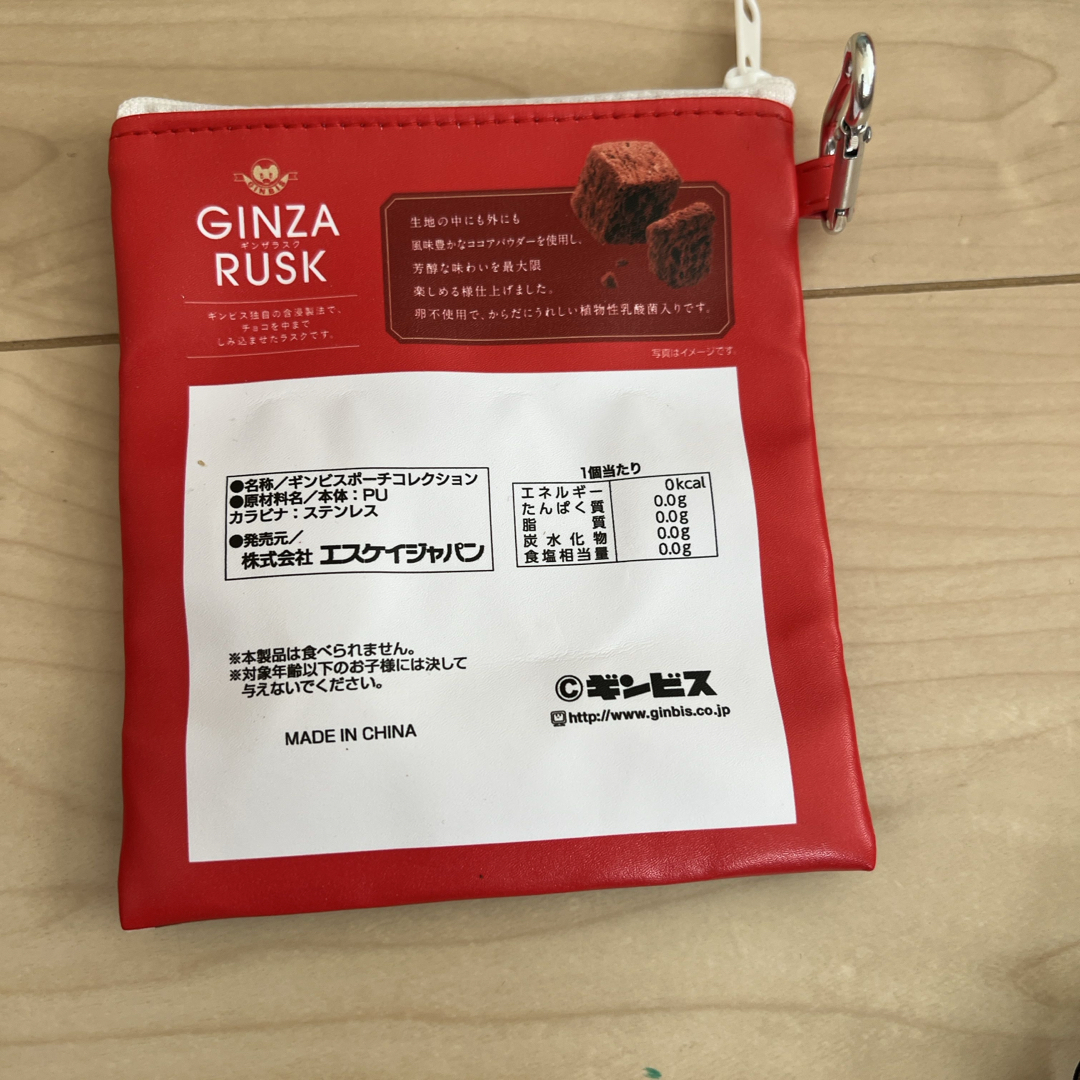 GINBIS
GINZA
ギンザラスク
RUSK
ギンビス独自の含浸製法で、
チョコを中まで
しみ込ませたラスクです。
生地の中にも外にも
風味豊かなココアパウダーを使用し、
芳醇な味わいを最大限
楽しめる様仕上げました。
卵不使用で、からだにうれしい植物性乳酸菌入りです。
写真はイメージです。
●名称／ギンビスポーチコレクション
●原材料名／本体：PU
カラビナ：ステンレス
●発売元／
株式会社 エスケイジャパン
1個当たり
エネルギー 0kcal
たんぱく質 0.0g
脂質 0.0g
炭水化物 0.0g
食塩相当量 0.0g
※本製品は食べられません。
※対象年齢以下のお子様には決して
与えないでください。
MADE IN CHINA
©ギンビス
http://www.ginbis.co.jp